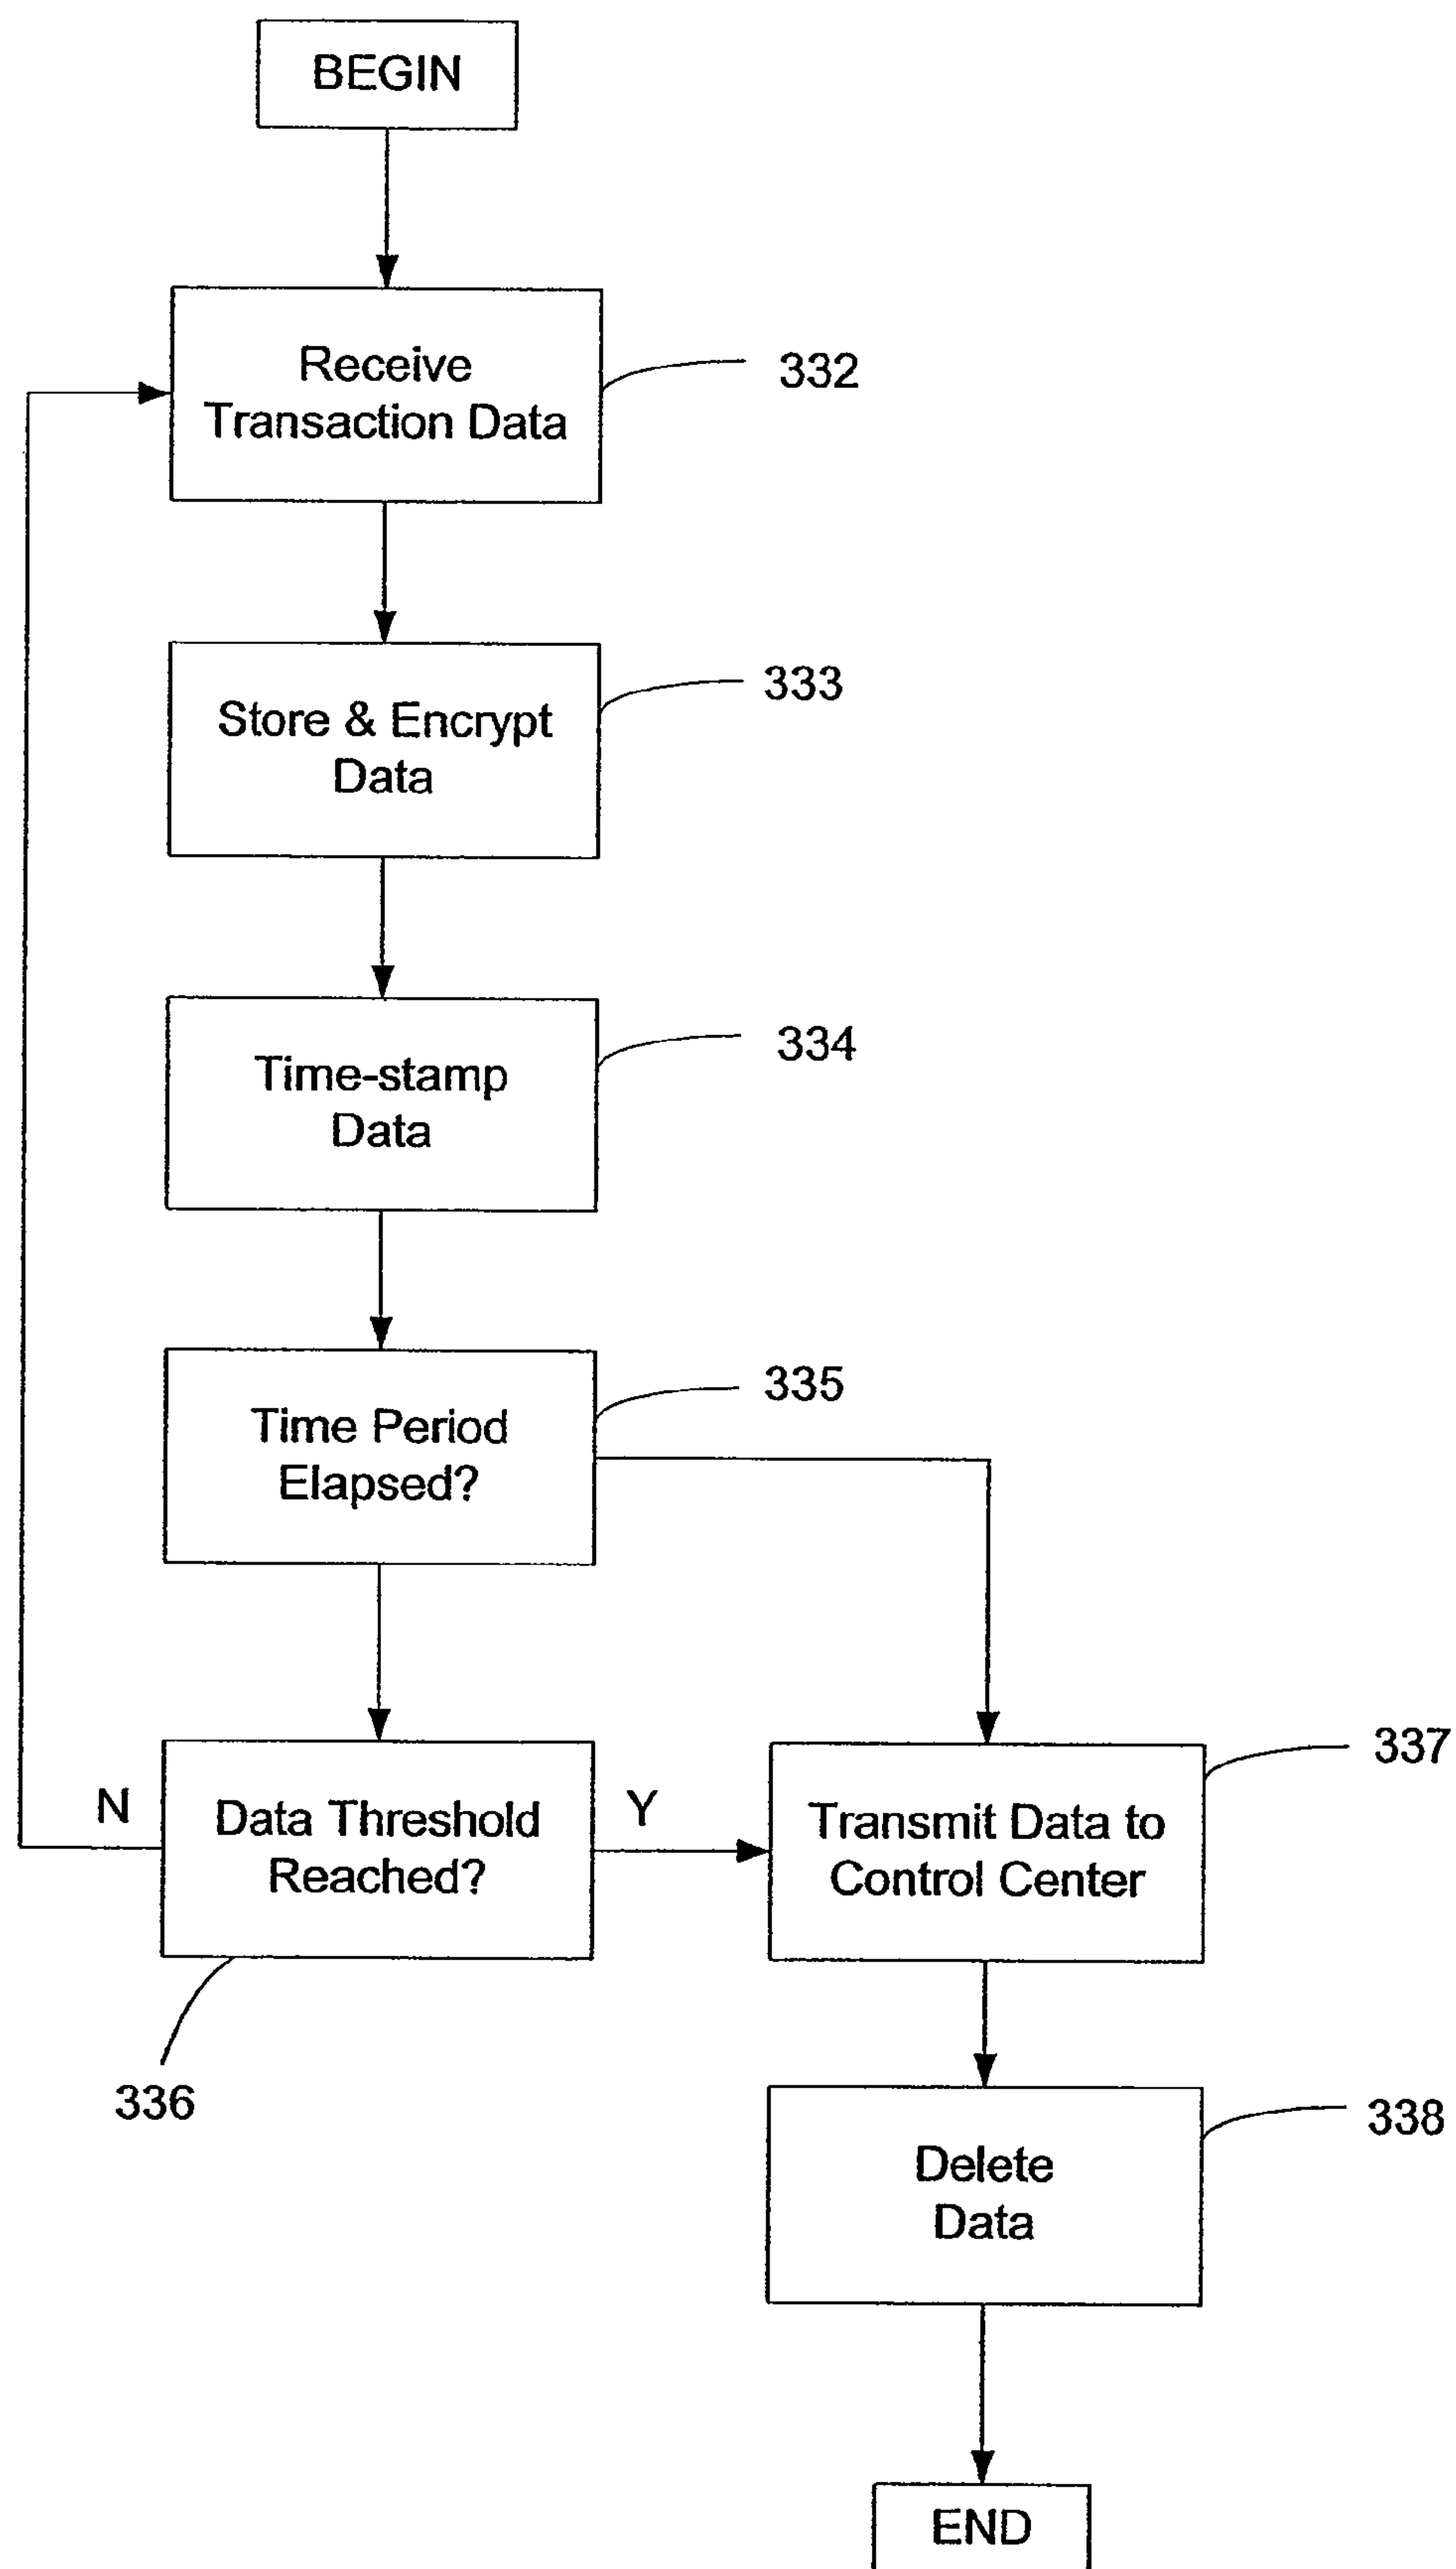 BEGIN
Receive
Transaction Data
332
Store & Encrypt
Data
333
Time-stamp
Data
334
Time Period
Elapsed?
335
N
Data Threshold
Reached?
Y
336
Transmit Data to
Control Center
337
Delete
Data
338
END